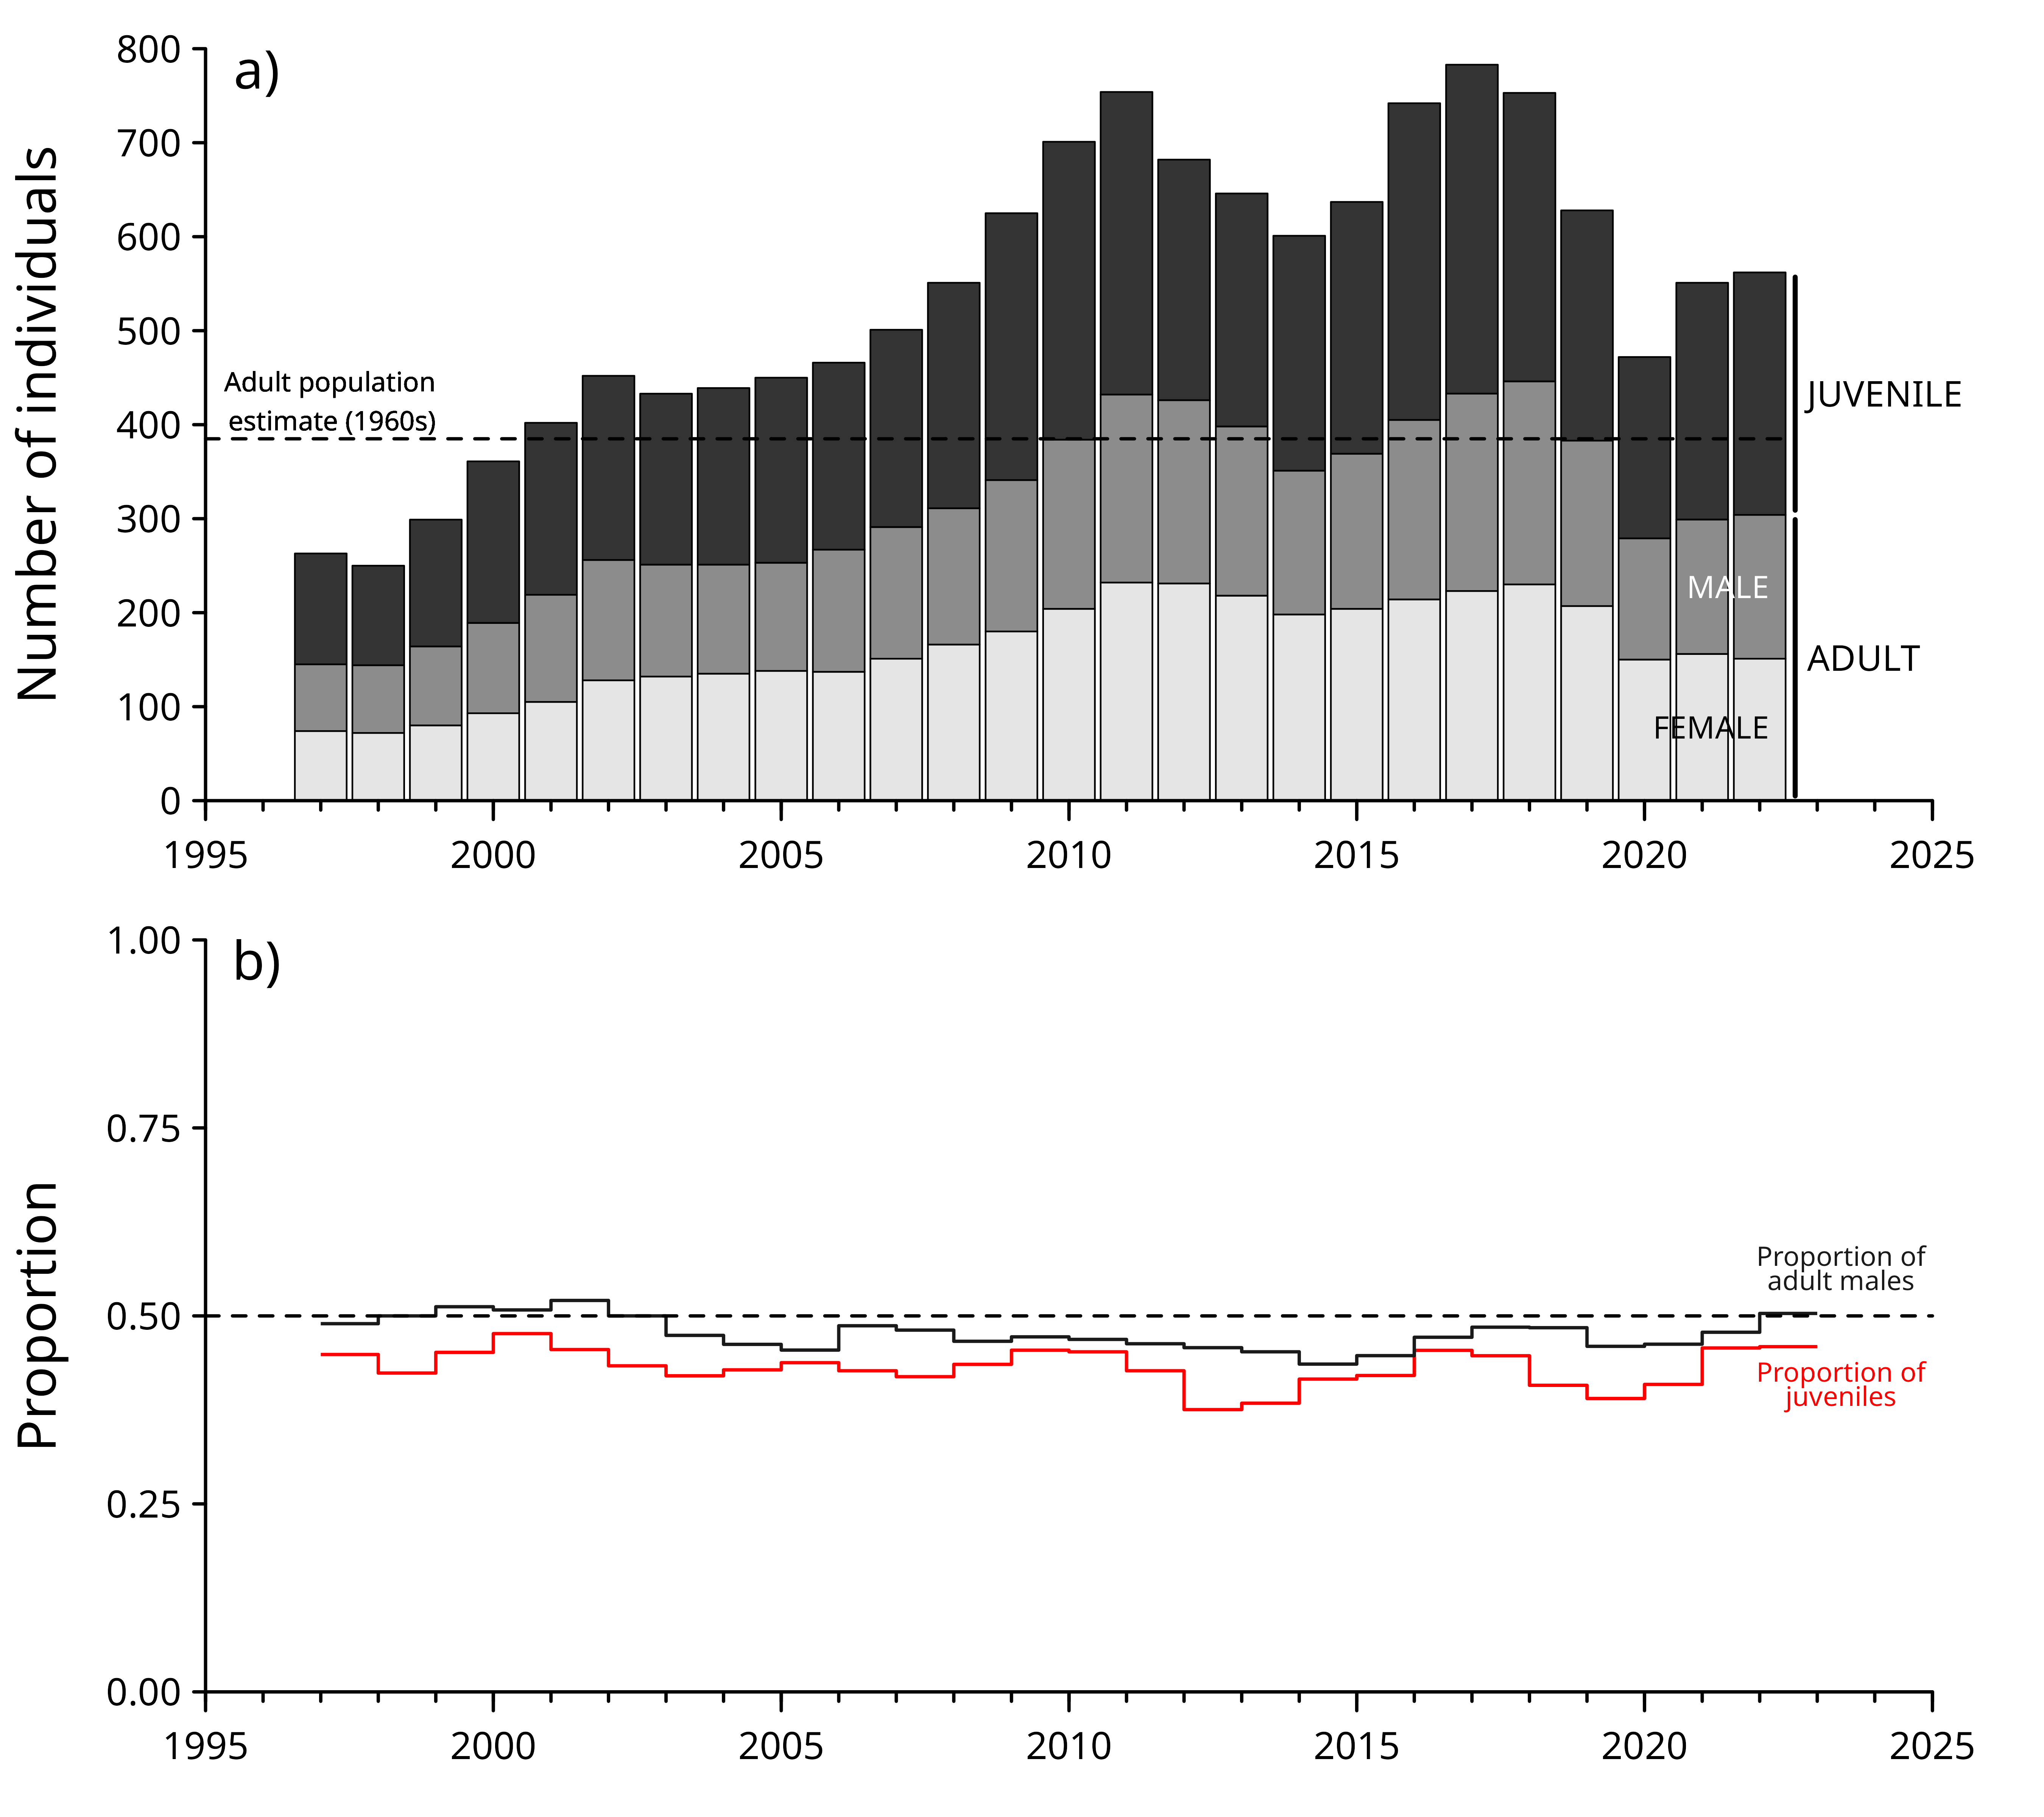 a)
Number of individuals
800
700
600
500
400
300
200
100
0
Adult population
estimate (1960s)
JUVENILE
MALE
ADULT
FEMALE
1995 2000 2005 2010 2015 2020 2025
b)
Proportion
1.00
0.75
0.50
0.25
0.00
Proportion of
adult males
Proportion of
juveniles
1995 2000 2005 2010 2015 2020 2025